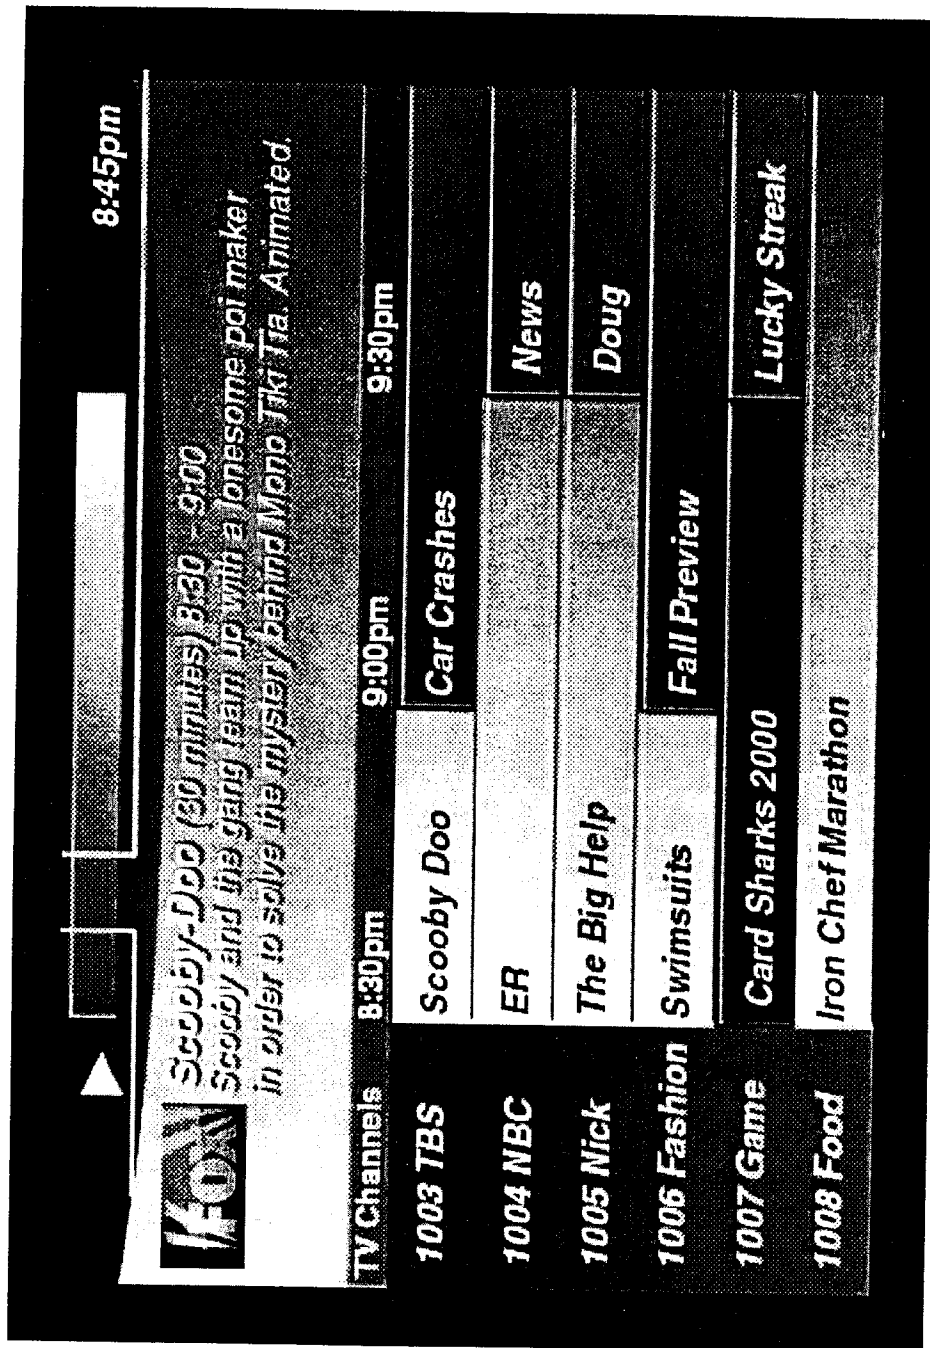 8:45pm
FOX
Scooby-Doo (30 minutes) 8:30 - 9:00
Scooby and the gang team up with a lonesome poi maker
in order to solve the mystery behind Mono Tiki Tia. Animated.
TV Channels 8:30pm 9:00pm 9:30pm
1003 TBS Scooby Doo Car Crashes
1004 NBC ER News
1005 Nick The Big Help Doug
1006 Fashion Swimsuits Fall Preview
1007 Game Card Sharks 2000 Lucky Streak
1008 Food Iron Chef Marathon